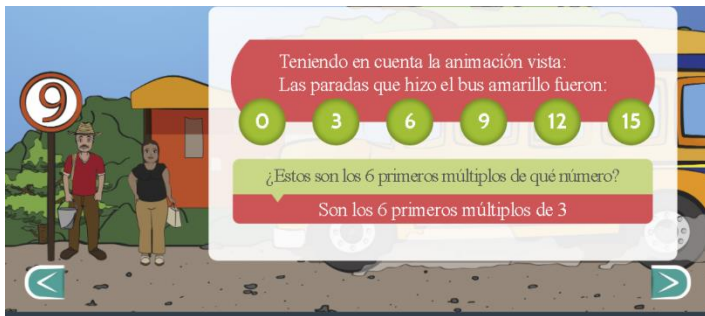 9
Teniendo en cuenta la animación vista:
Las paradas que hizo el bus amarillo fueron:
0 3 6 9 12 15
¿Estos son los 6 primeros múltiplos de qué número?
Son los 6 primeros múltiplos de 3
< >